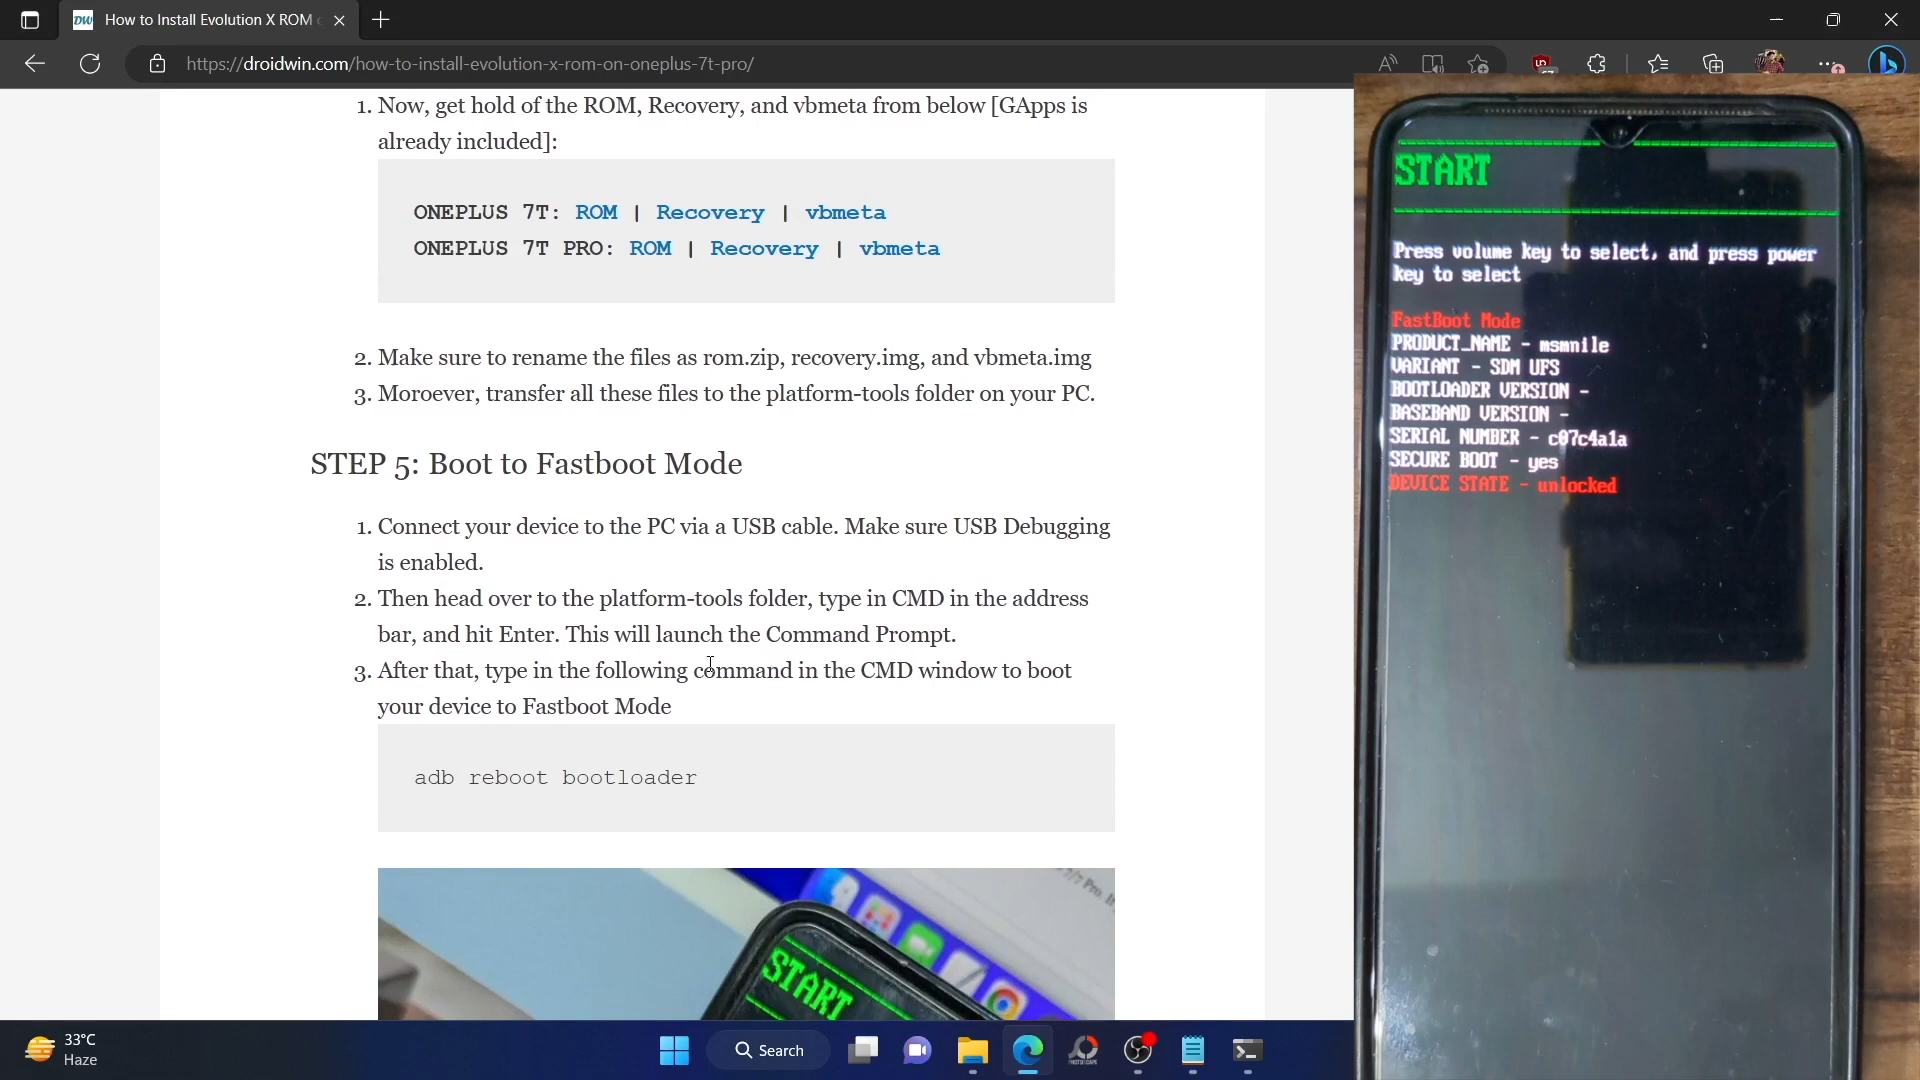 How to Install Evolution X ROM
https://droidwin.com/how-to-install-evolution-x-rom-on-oneplus-7t-pro/
1. Now, get hold of the ROM, Recovery, and vbmeta from below [GApps is
already included]:
ONEPLUS 7T: ROM | Recovery | vbmeta
ONEPLUS 7T PRO: ROM | Recovery | vbmeta
2. Make sure to rename the files as rom.zip, recovery.img, and vbmeta.img
3. Moroever, transfer all these files to the platform-tools folder on your PC.
STEP 5: Boot to Fastboot Mode
1. Connect your device to the PC via a USB cable. Make sure USB Debugging
is enabled.
2. Then head over to the platform-tools folder, type in CMD in the address
bar, and hit Enter. This will launch the Command Prompt.
3. After that, type in the following command in the CMD window to boot
your device to Fastboot Mode
adb reboot bootloader
START
START
Press volume key to select, and press power
key to select
FastBoot Mode
PRODUCT_NAME - msmnile
VARIANT - SDM UFS
BOOTLOADER VERSION -
BASEBAND VERSION -
SERIAL NUMBER - c07c4a1a
SECURE BOOT - yes
DEVICE STATE - unlocked
33°C
Haze
Search